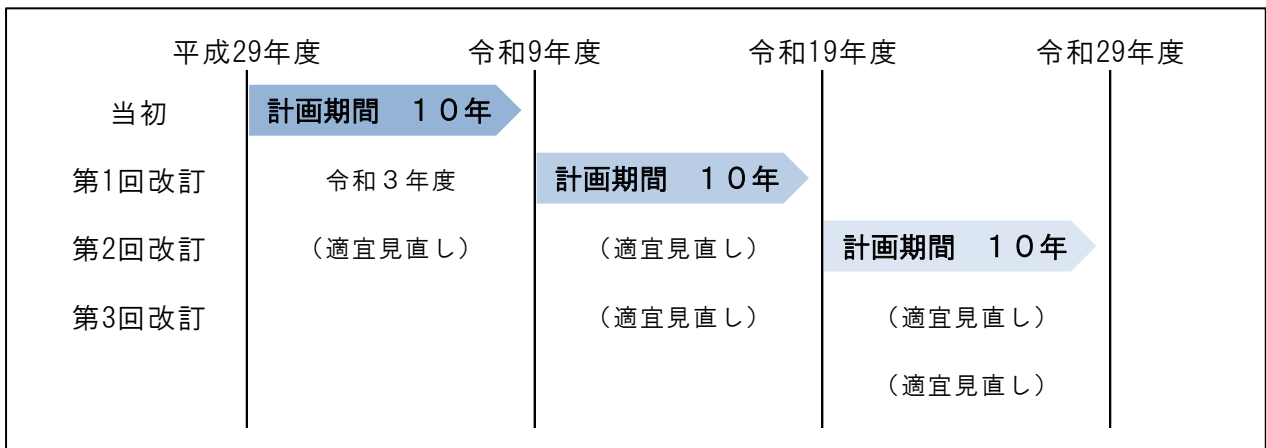 平成29年度 令和9年度 令和19年度 令和29年度
当初 計画期間 10年
第1回改訂 令和3年度 計画期間 10年
第2回改訂 (適宜見直し) (適宜見直し) 計画期間 10年
第3回改訂 (適宜見直し) (適宜見直し)
(適宜見直し)